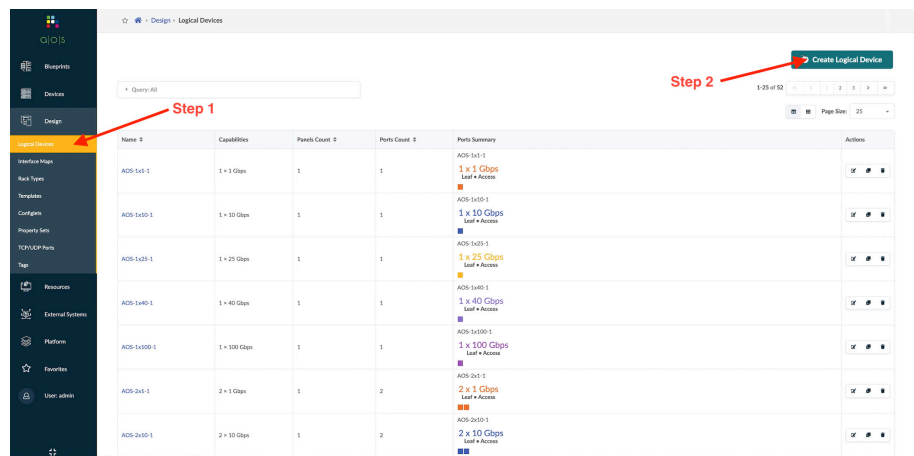 a|o|s
Blueprints
Devices
Design
Logical Devices
Interface Maps
Rack Types
Templates
Configlets
Property Sets
TCP/UDP Ports
Tags
Resources
External Systems
Platform
Favorites
User: admin
Design
Logical Devices
Create Logical Device
Step 2
Query: All
1-25 of 52
1 2 3
Step 1
Page Size: 25
Name Capabilities Panels Count Ports Count Ports Summary Actions
AOS-1x1-1
AOS-1x1-1 1 × 1 Gbps 1 1 1 x 1 Gbps
Leaf • Access
AOS-1x10-1
AOS-1x10-1 1 × 10 Gbps 1 1 1 x 10 Gbps
Leaf • Access
AOS-1x25-1
AOS-1x25-1 1 × 25 Gbps 1 1 1 x 25 Gbps
Leaf • Access
AOS-1x40-1
AOS-1x40-1 1 × 40 Gbps 1 1 1 x 40 Gbps
Leaf • Access
AOS-1x100-1
AOS-1x100-1 1 × 100 Gbps 1 1 1 x 100 Gbps
Leaf • Access
AOS-2x1-1
AOS-2x1-1 2 × 1 Gbps 1 2 2 x 1 Gbps
Leaf • Access
AOS-2x10-1
AOS-2x10-1 2 × 10 Gbps 1 2 2 x 10 Gbps
Leaf • Access